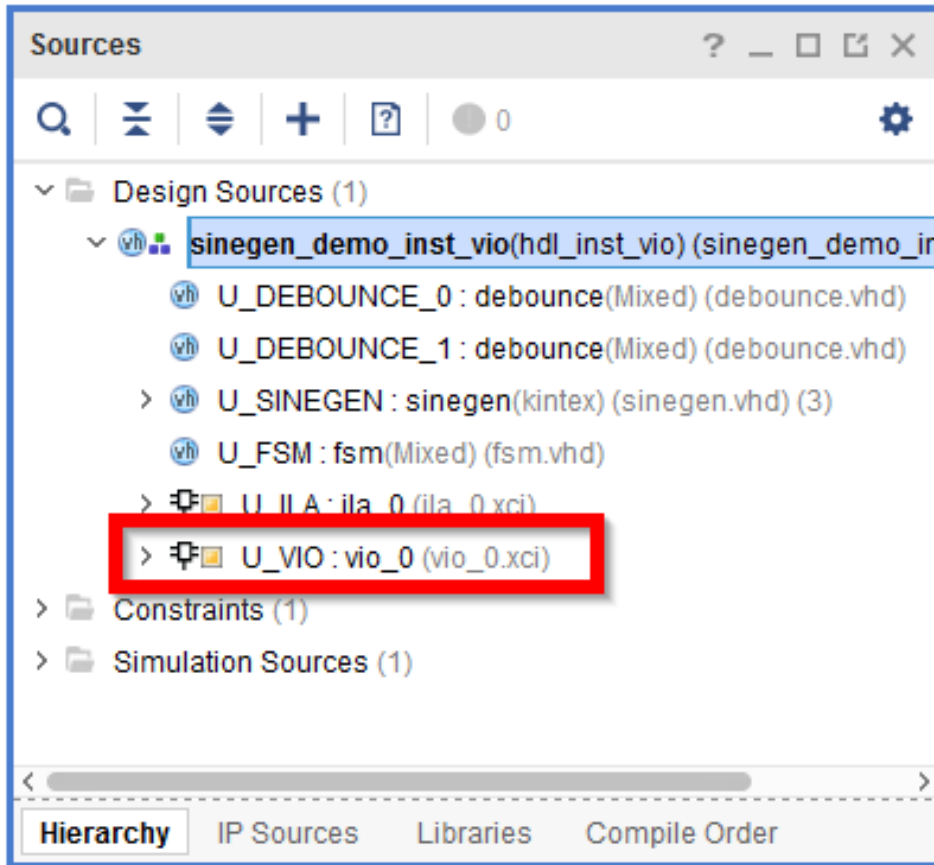 Sources
0
Design Sources (1)
sinegen_demo_inst_vio(hdl_inst_vio) (sinegen_demo_in
U_DEBOUNCE_0 : debounce(Mixed) (debounce.vhd)
U_DEBOUNCE_1 : debounce(Mixed) (debounce.vhd)
U_SINEGEN : sinegen(kintex) (sinegen.vhd) (3)
U_FSM : fsm(Mixed) (fsm.vhd)
U_ILA : ila_0 (ila_0.xci)
U_VIO : vio_0 (vio_0.xci)
Constraints (1)
Simulation Sources (1)
Hierarchy IP Sources Libraries Compile Order